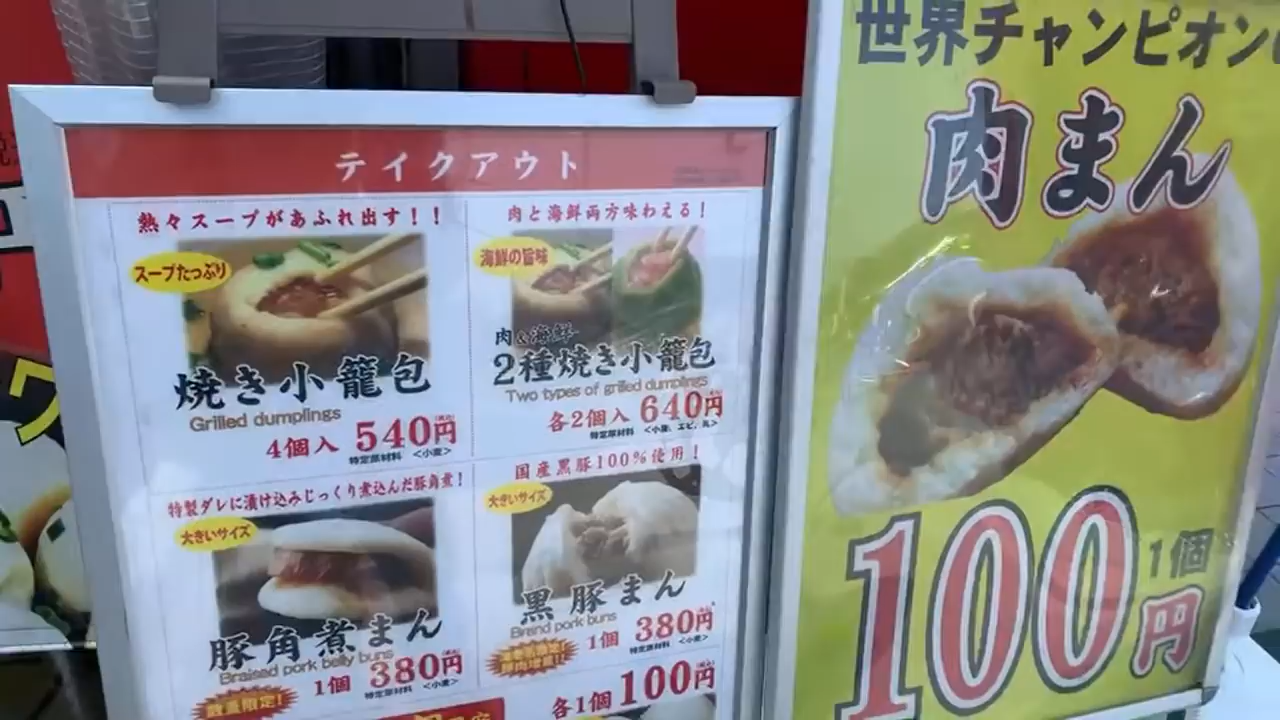 テイクアウト
熱々スープがあふれ出す！！
スープたっぷり
焼き小籠包
Grilled dumplings
4個入 540円
特定原材料 ＜小麦＞
肉と海鮮両方味わえる！
海鮮の旨味
肉＆海鮮
2種焼き小籠包
Two types of grilled dumplings
各2個入 640円
特定原材料 ＜小麦、エビ、乳＞
特製ダレに漬け込みじっくり煮込んだ豚角煮！
大きいサイズ
豚角煮まん
Braised pork belly buns
1個 380円
数量限定！
特定原材料 ＜小麦＞
国産黒豚100％使用！
大きいサイズ
黒豚まん
Brand pork buns
1個 380円
特定原材料 ＜小麦＞
各1個 100円
世界チャンピオン
肉まん
1個
100円